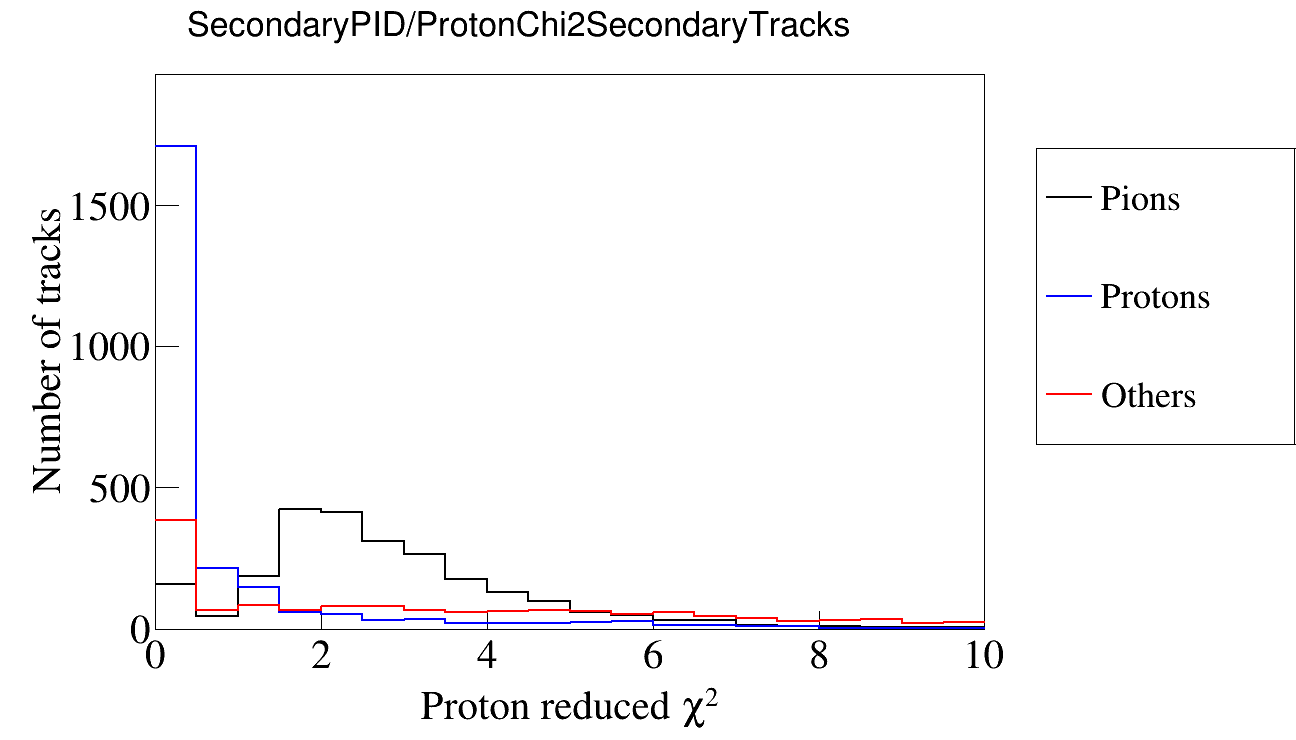 SecondaryPID/ProtonChi2SecondaryTracks
Number of tracks
1500
1000
500
0
0 2 4 6 8 10
Proton reduced χ²
Pions
Protons
Others